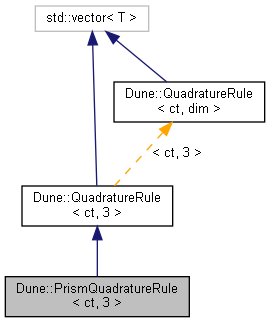 std::vector< T >
Dune::QuadratureRule
< ct, dim >
< ct, 3 >
Dune::QuadratureRule
< ct, 3 >
Dune::PrismQuadratureRule
< ct, 3 >